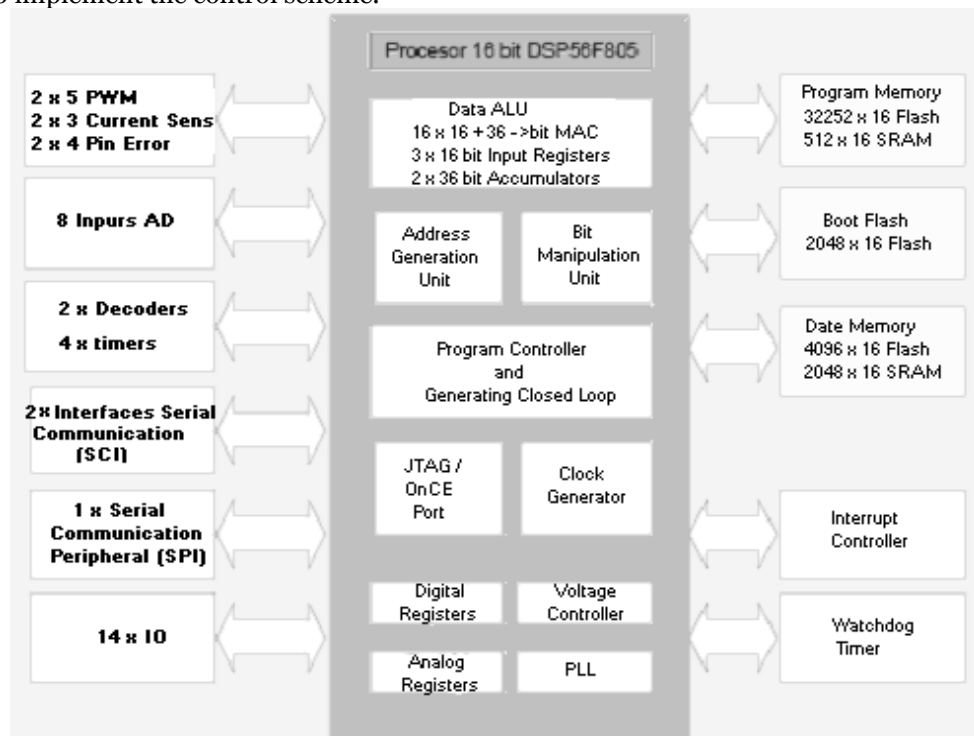 implement the control scheme.
Procesor 16 bit DSP56F805
2 x 5 PWM
2 x 3 Current Sens
2 x 4 Pin Error
8 Inpurs AD
2 x Decoders
4 x timers
2x Interfaces Serial
Communication
(SCI)
1 x Serial
Communication
Peripheral (SPI)
14 x IO
Data ALU
16 x 16 + 36 ->bit MAC
3 x 16 bit Input Registers
2 x 36 bit Accumulators
Address
Generation
Unit
Bit
Manipulation
Unit
Program Controller
and
Generating Closed Loop
JTAG /
OnCE
Port
Clock
Generator
Digital
Registers
Voltage
Controller
Analog
Registers
PLL
Program Memory
32252 x 16 Flash
512 x 16 SRAM
Boot Flash
2048 x 16 Flash
Date Memory
4096 x 16 Flash
2048 x 16 SRAM
Interrupt
Controller
Watchdog
Timer